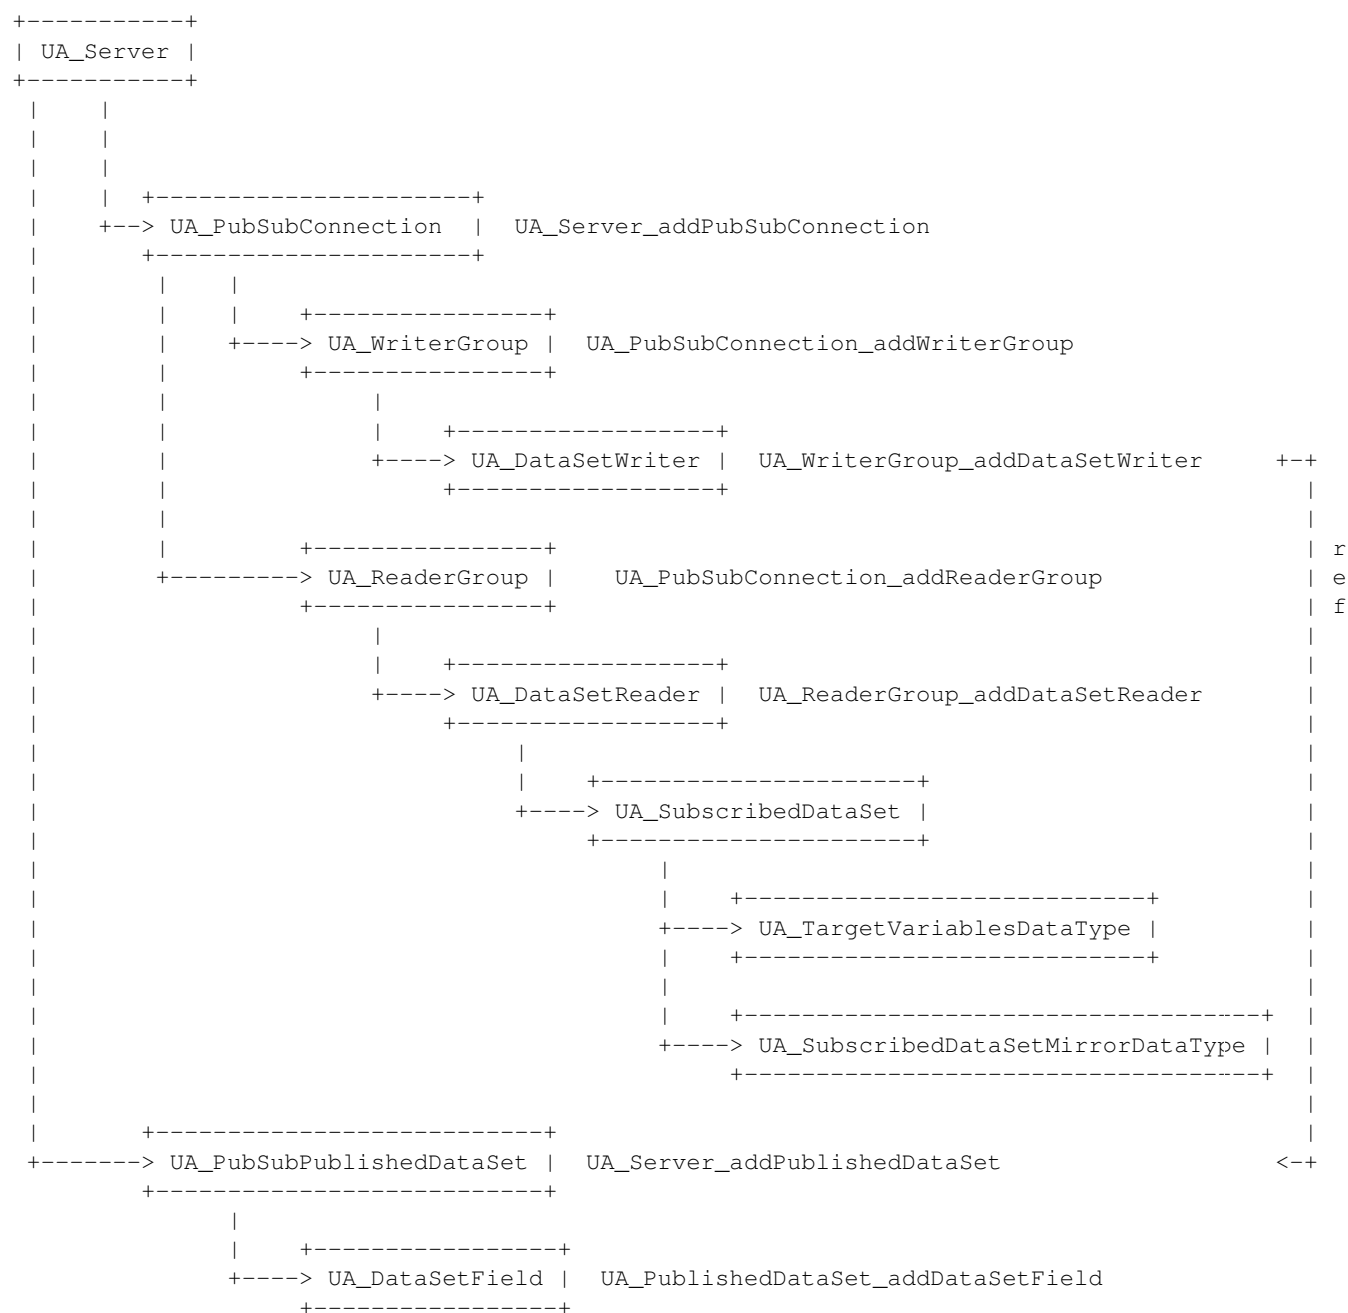 UA_Server
UA_PubSubConnection UA_Server_addPubSubConnection
UA_WriterGroup UA_PubSubConnection_addWriterGroup
UA_DataSetWriter UA_WriterGroup_addDataSetWriter
r
UA_ReaderGroup UA_PubSubConnection_addReaderGroup e
f
UA_DataSetReader UA_ReaderGroup_addDataSetReader
UA_SubscribedDataSet
UA_TargetVariablesDataType
UA_SubscribedDataSetMirrorDataType
UA_PubSubPublishedDataSet UA_Server_addPublishedDataSet
UA_DataSetField UA_PublishedDataSet_addDataSetField